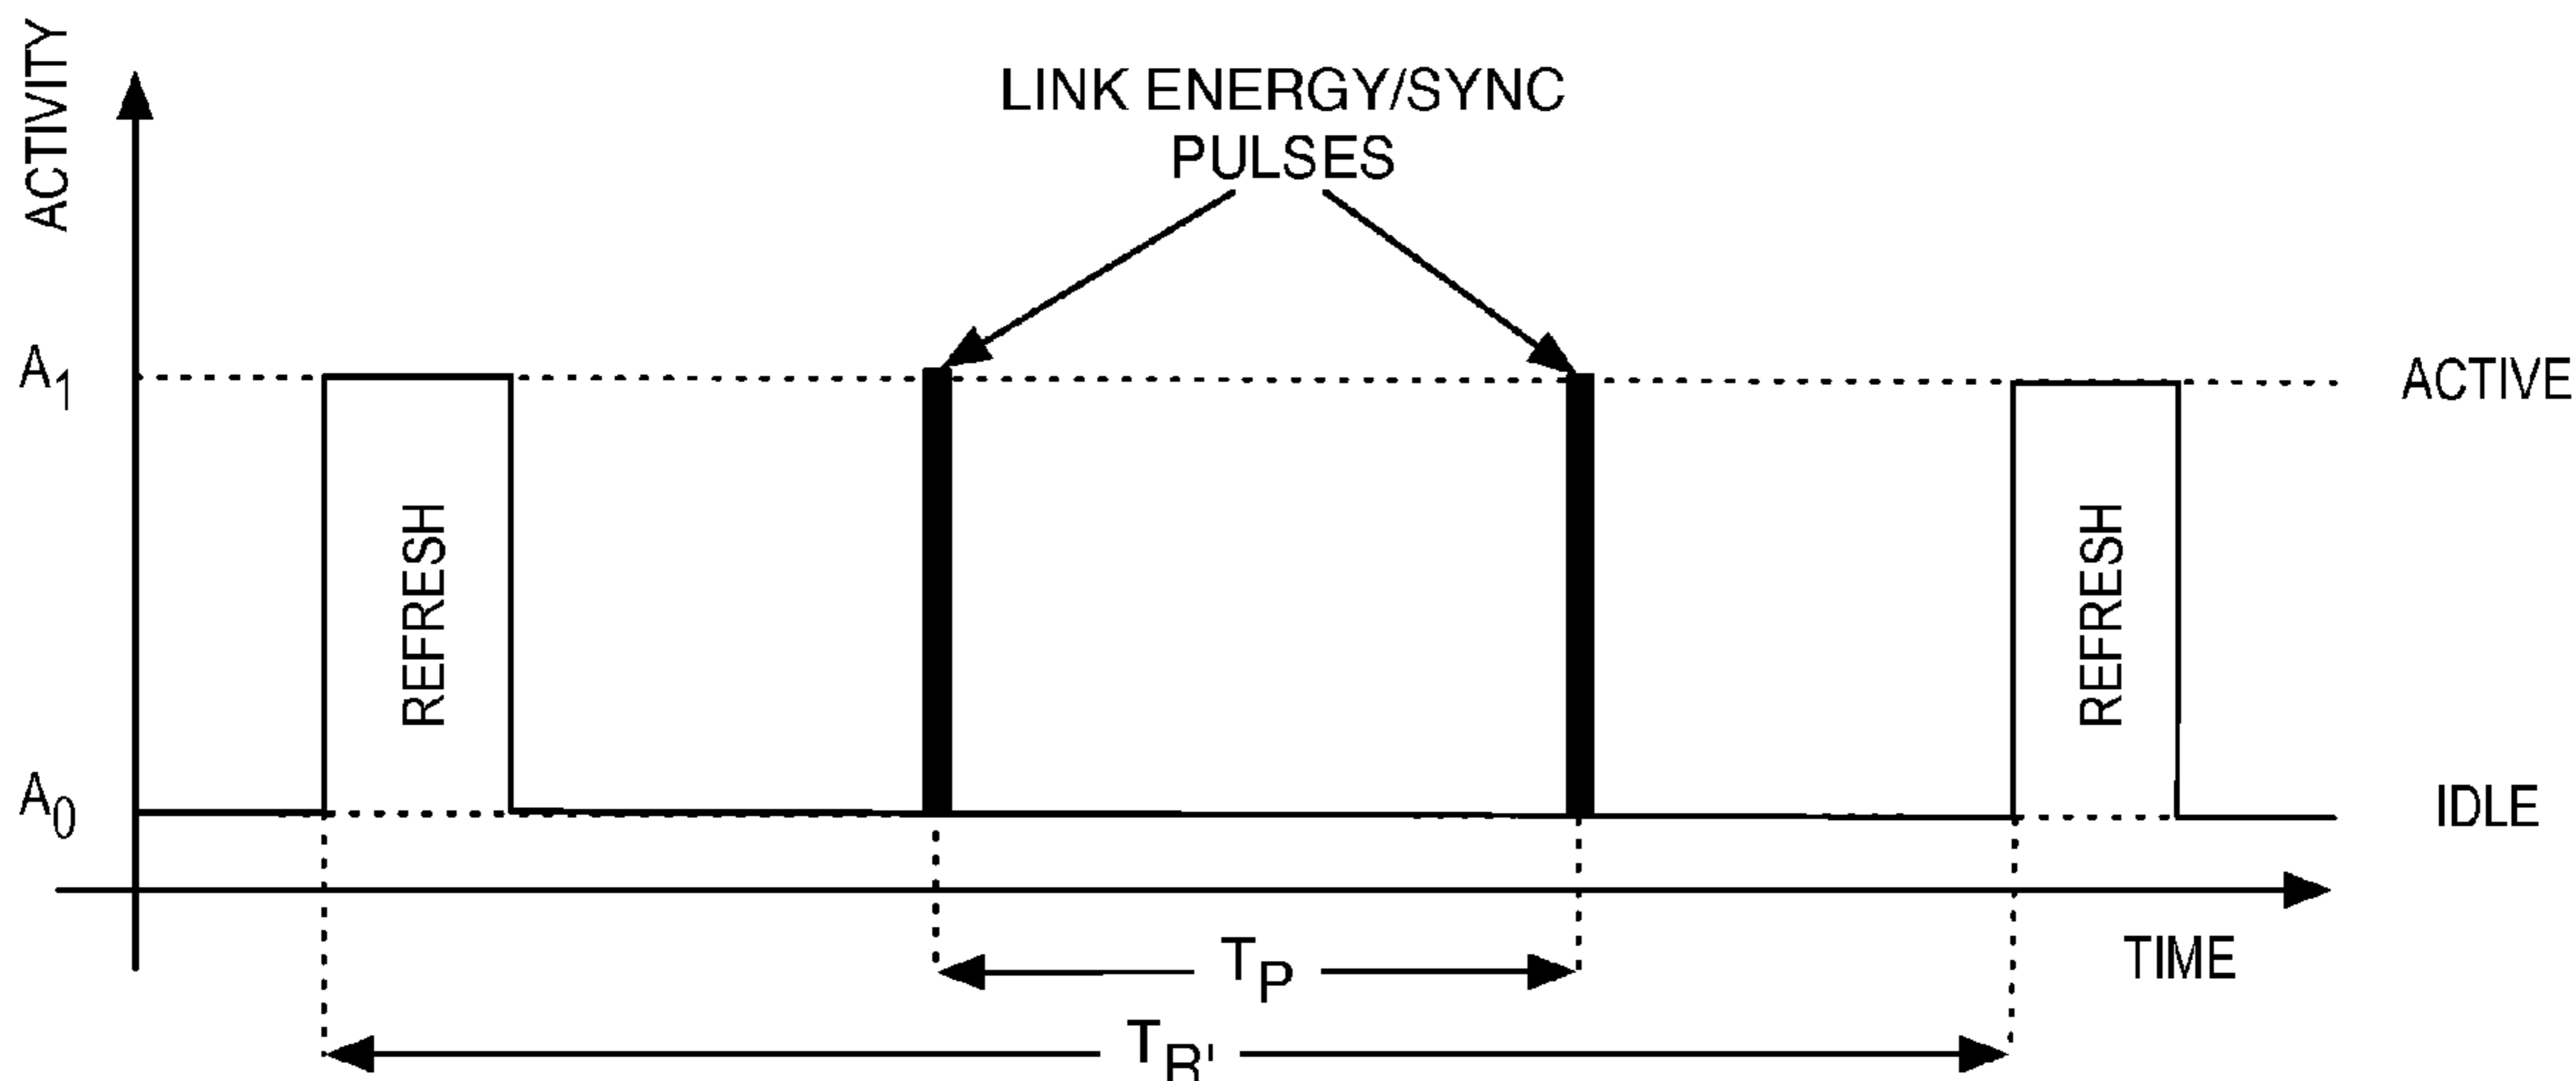 ACTIVITY
LINK ENERGY/SYNC
PULSES
A1
ACTIVE
REFRESH
REFRESH
A0
IDLE
TIME
TP
TR'